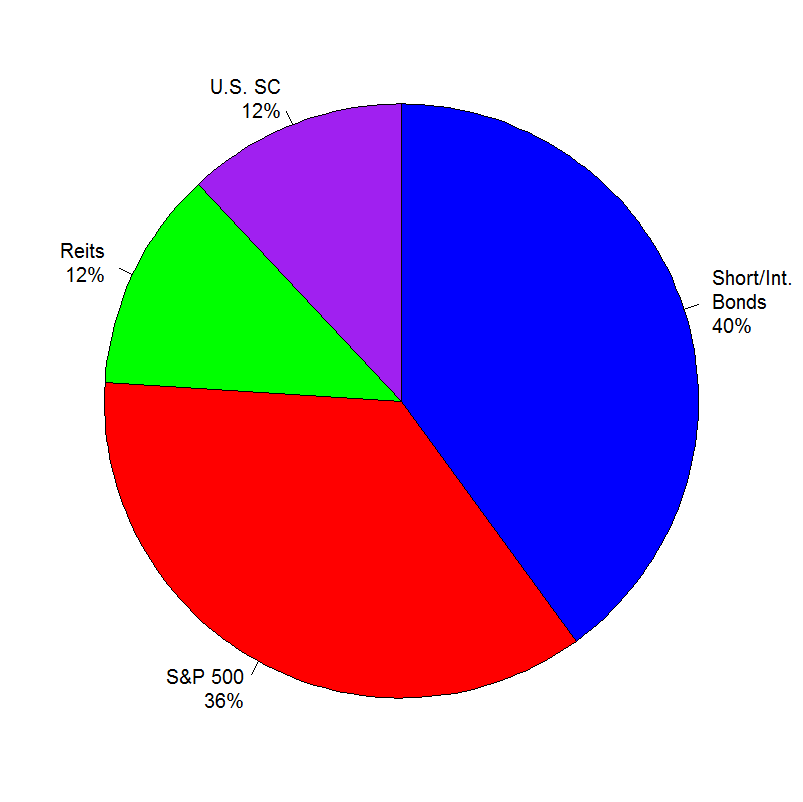 U.S. SC
12%
Reits
12%
Short/Int.
Bonds
40%
S&P 500
36%